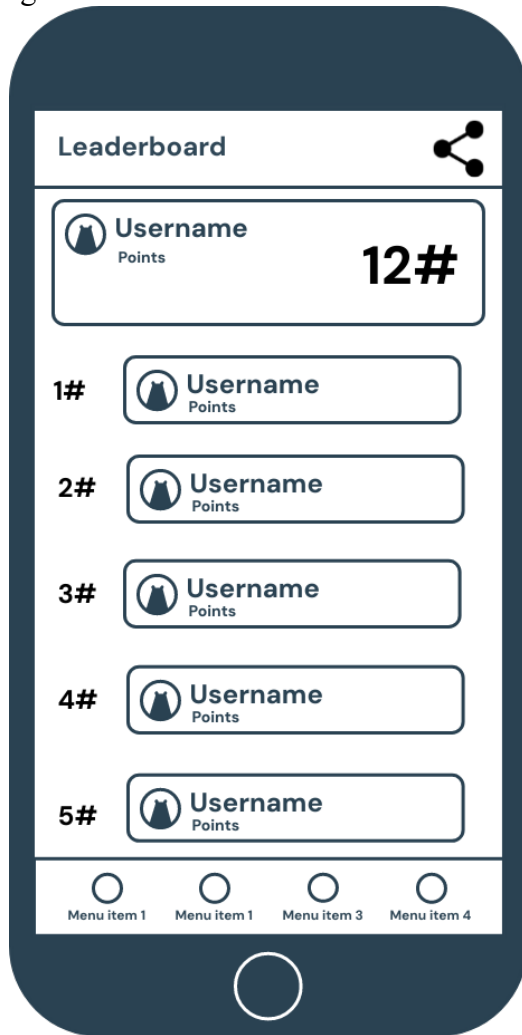 Leaderboard
Username
Points
12#
1#
Username
Points
2#
Username
Points
3#
Username
Points
4#
Username
Points
5#
Username
Points
Menu item 1 Menu item 1 Menu item 3 Menu item 4